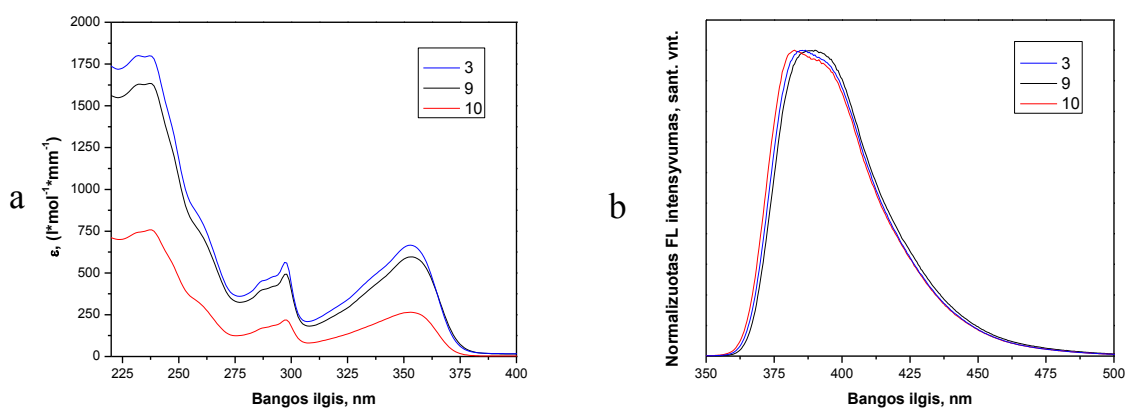 a
ε, (l*mol⁻¹*mm⁻¹)
2000
1750
1500
1250
1000
750
500
250
0
225 250 275 300 325 350 375 400
Bangos ilgis, nm
3
9
10
b
Normalizuotas FL intensyvumas, sant. vnt.
350 375 400 425 450 475 500
Bangos ilgis, nm
3
9
10